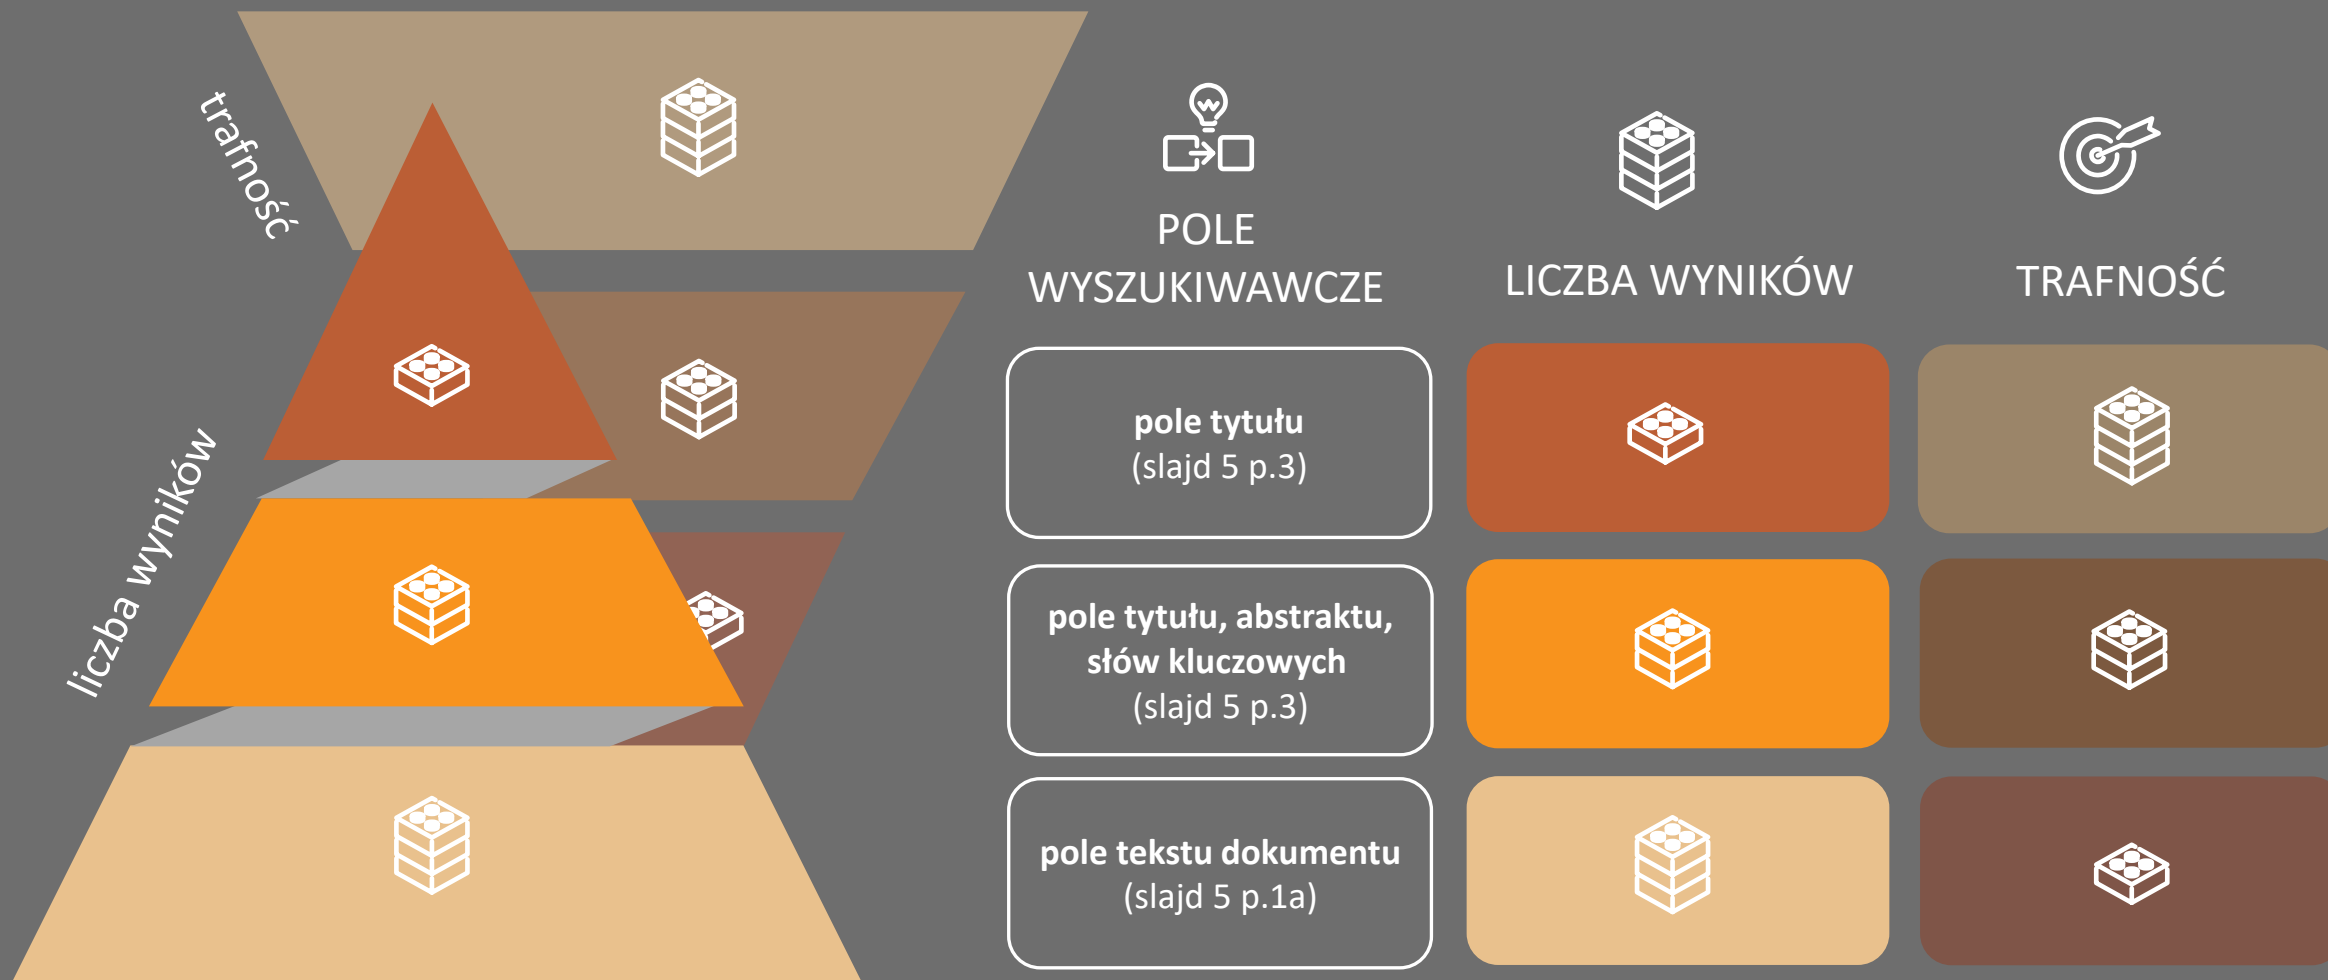 trafność
liczba wyników
POLE
WYSZUKIWAWCZE
LICZBA WYNIKÓW
TRAFNOŚĆ
pole tytułu
(slajd 5 p.3)
pole tytułu, abstraktu,
słów kluczowych
(slajd 5 p.3)
pole tekstu dokumentu
(slajd 5 p.1a)